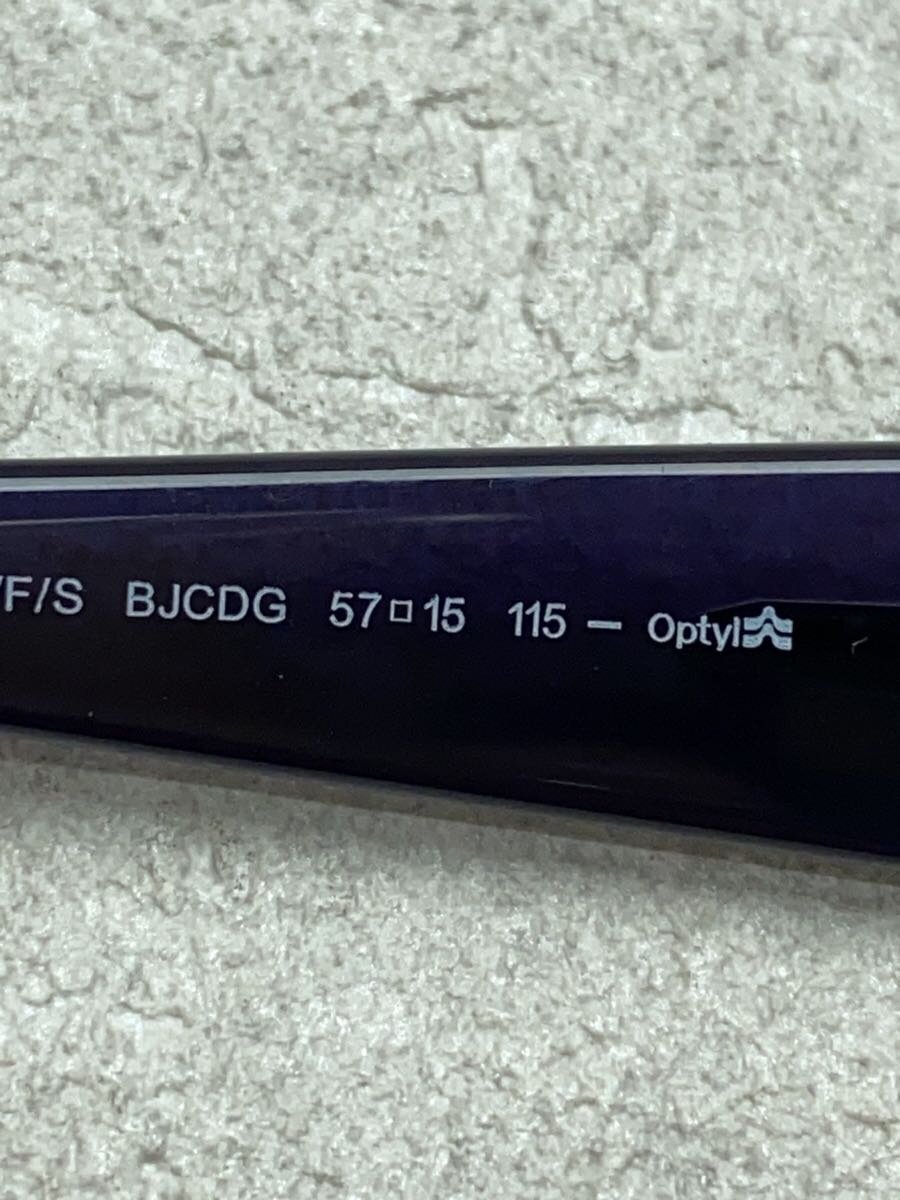 /F/S BJCDG 57□15 115 – Optyl